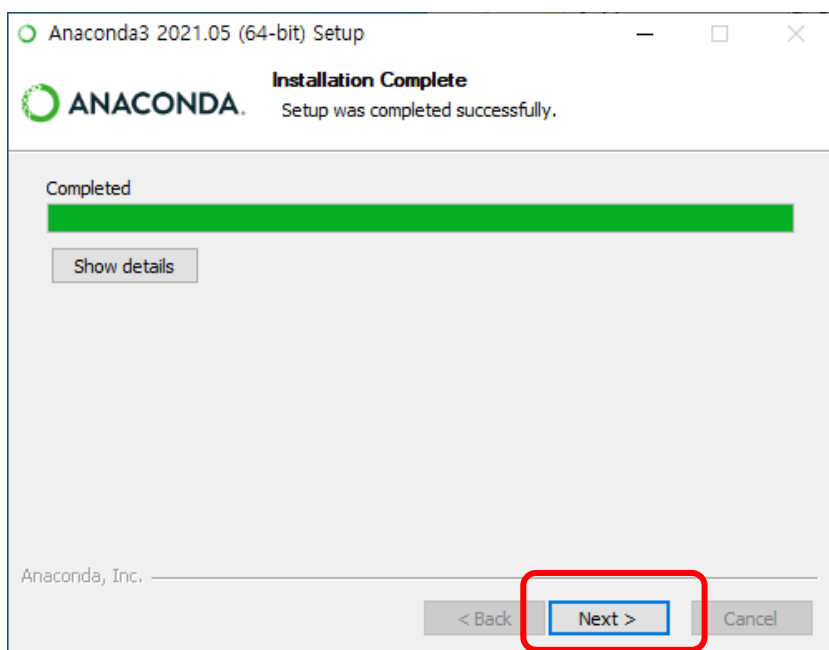 Anaconda3 2021.05 (64-bit) Setup
ANACONDA.
Installation Complete
Setup was completed successfully.
Completed
Show details
Anaconda, Inc.
< Back
Next >
Cancel